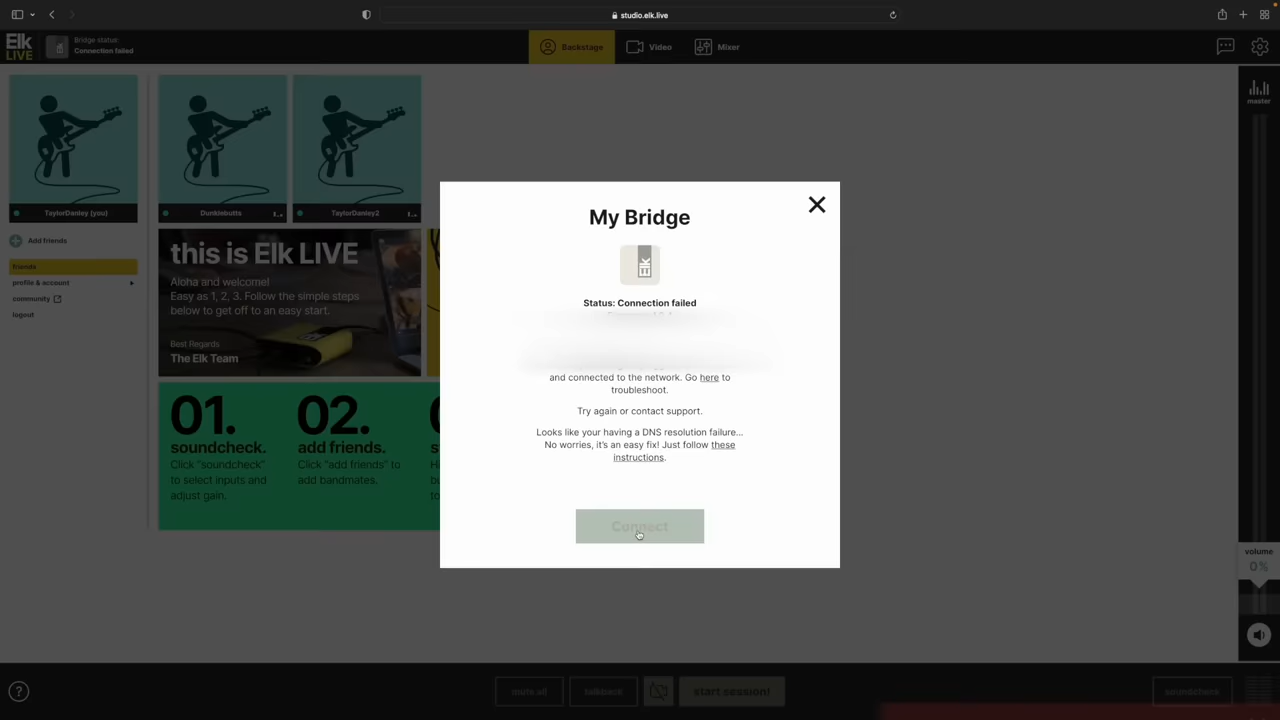 studio.elk.live
Elk
LIVE
Bridge status:
Connection failed
Backstage
Video
Mixer
master
TaylorDanley (you)
Dunklebutts
TaylorDanley2
Add friends
friends
profile & account
community
logout
this is Elk LIVE
Aloha and welcome!
Easy as 1, 2, 3. Follow the simple steps
below to get off to an easy start.
Best Regards
The Elk Team
01.
soundcheck.
Click "soundcheck"
to select inputs and
adjust gain.
02.
add friends.
Click "add friends" to
add bandmates.
My Bridge
Elk
Status: Connection failed
and connected to the network. Go here to
troubleshoot.
Try again or contact support.
Looks like your having a DNS resolution failure...
No worries, it's an easy fix! Just follow these
instructions.
Connect
volume
0%
?
mute all
talkback
start session!
soundcheck